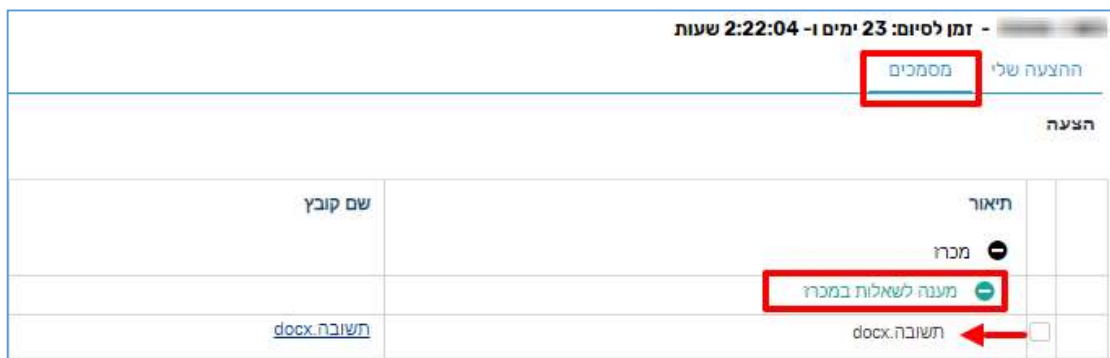 - זמן לסיום: 23 ימים ו- 2:22:04 שעות
ההצעה שלי מסמכים
הצעה
תיאור שם קובץ
מכרז
מענה לשאלות במכרז
תשובה.docx תשובה.docx